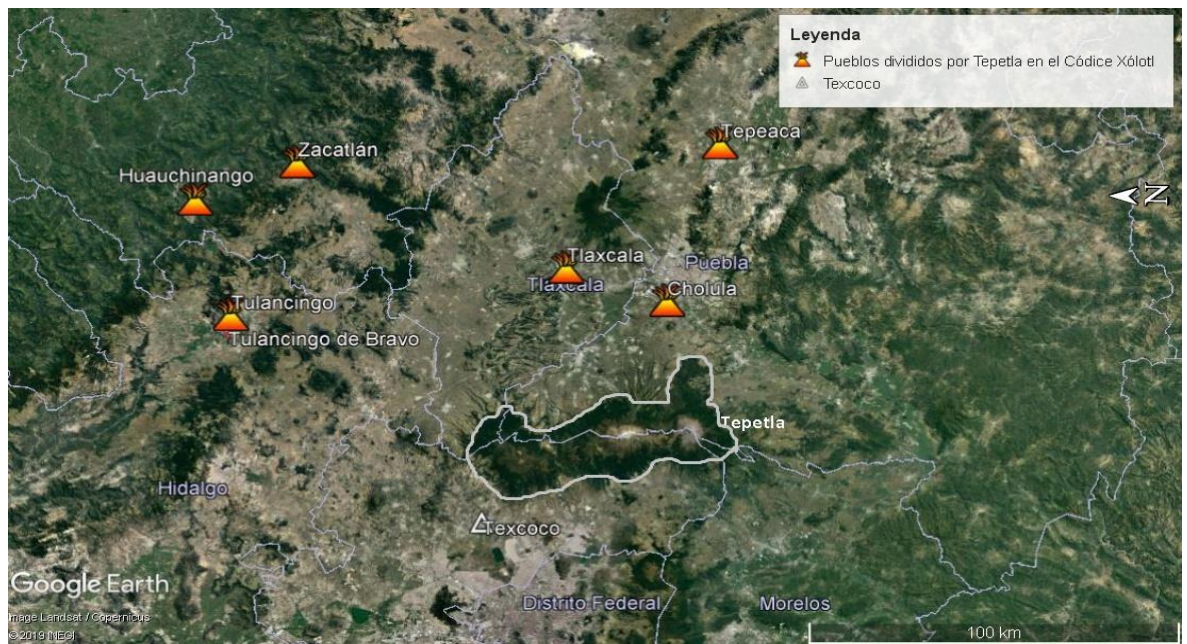 Leyenda
Pueblos divididos por Tepetla en el Códice Xólotl
Texcoco
Tepeaca
Zacatlán
Huauchinango
N
Tlaxcala
Puebla
Tlaxcala
Cholula
Tulancingo
Tulancingo de Bravo
Tepetla
Hidalgo
Texcoco
Google Earth
Distrito Federal
Morelos
Image Landsat / Copernicus
© 2019 INEGI
100 km